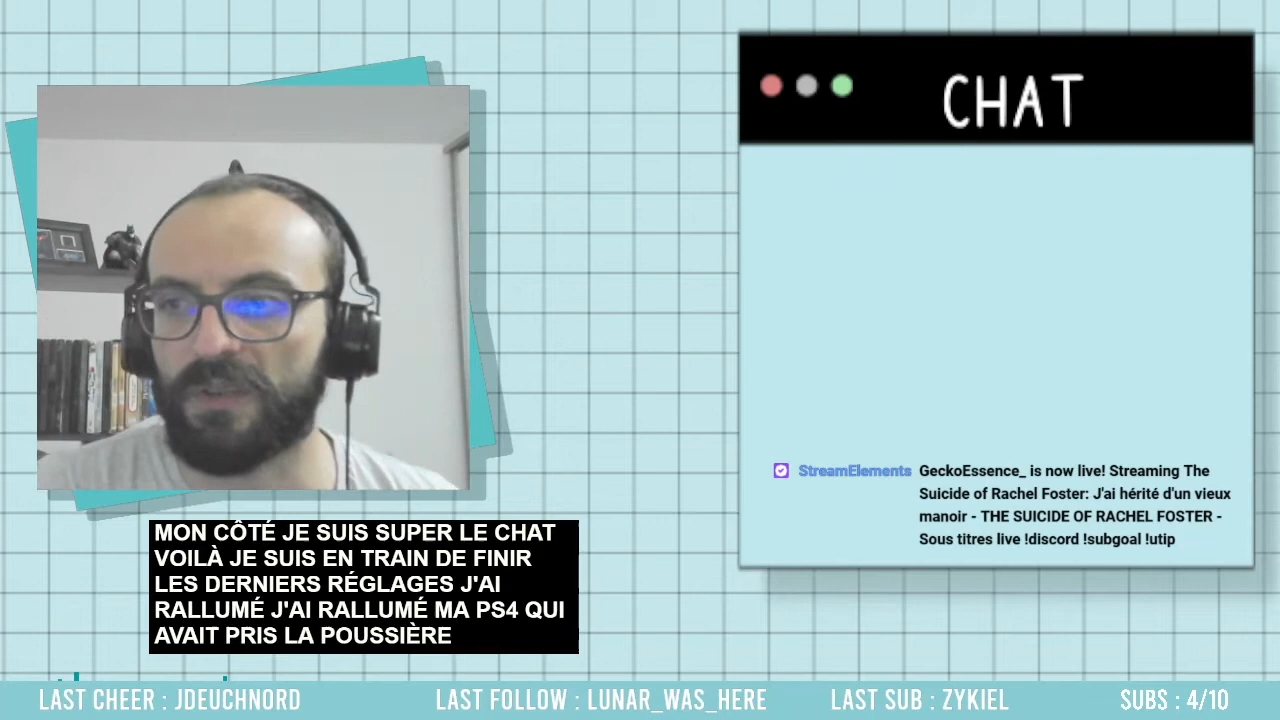 CHAT
StreamElements GeckoEssence_ is now live! Streaming The
Suicide of Rachel Foster: J'ai hérité d'un vieux
manoir - THE SUICIDE OF RACHEL FOSTER -
Sous titres live !discord !subgoal !utip
MON CÔTÉ JE SUIS SUPER LE CHAT
VOILÀ JE SUIS EN TRAIN DE FINIR
LES DERNIERS RÉGLAGES J'AI
RALLUMÉ J'AI RALLUMÉ MA PS4 QUI
AVAIT PRIS LA POUSSIÈRE
LAST CHEER : JDEUCHNORD LAST FOLLOW : LUNAR_WAS_HERE LAST SUB : ZYKIEL SUBS : 4/10